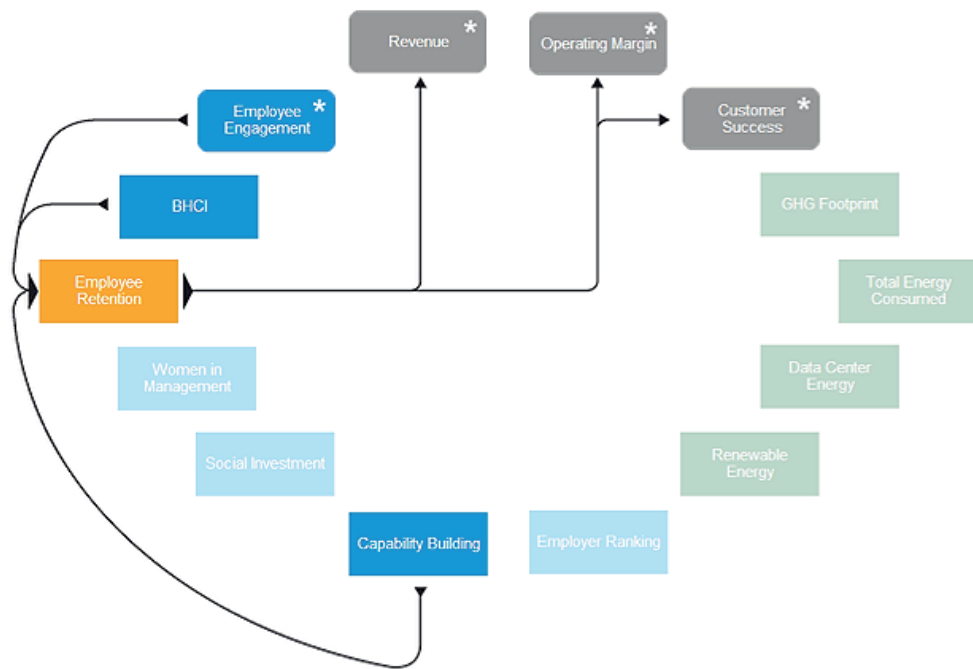 Revenue *
Operating Margin *
Employee *
Engagement
Customer *
Success
BHCI
GHG Footprint
Employee
Retention
Total Energy
Consumed
Women in
Management
Data Center
Energy
Social Investment
Renewable
Energy
Capability Building
Employer Ranking